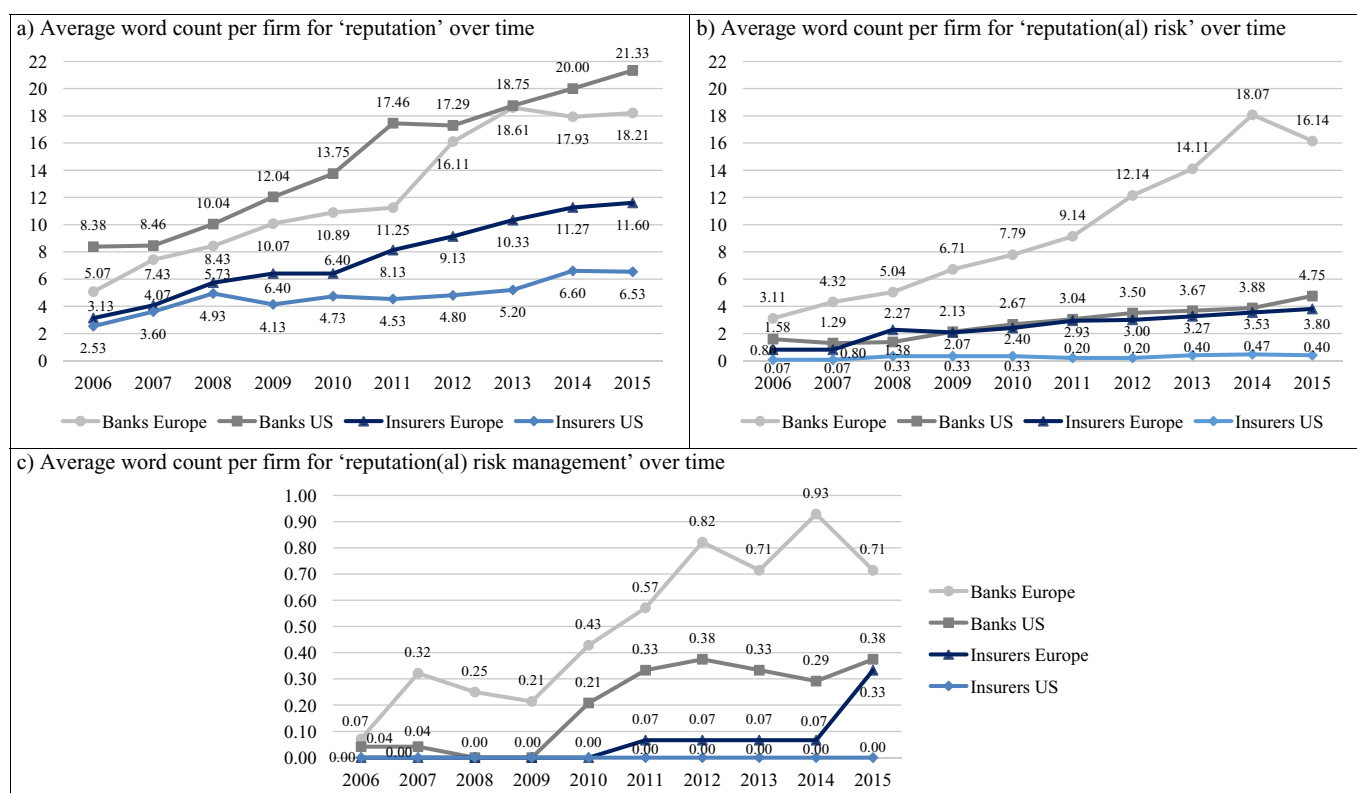 a) Average word count per firm for ‘reputation’ over time
22
20
18
16
14
12
10
8
6
4
2
0
8.38 8.46 10.04 12.04 13.75 17.46 17.29 18.75 20.00 21.33
5.07 7.43 8.43 10.07 10.89 11.25 16.11 18.61 17.93 18.21
3.13 4.07 5.73 6.40 6.40 8.13 9.13 10.33 11.27 11.60
2.53 3.60 4.93 4.13 4.73 4.53 4.80 5.20 6.60 6.53
2006 2007 2008 2009 2010 2011 2012 2013 2014 2015
Banks Europe Banks US Insurers Europe Insurers US
b) Average word count per firm for ‘reputation(al) risk’ over time
22
20
18
16
14
12
10
8
6
4
2
0
3.11 4.32 5.04 6.71 7.79 9.14 12.14 14.11 18.07 16.14
1.58 1.29 1.38 2.13 2.67 3.04 3.50 3.67 3.88 4.75
0.80 0.80 2.27 2.07 2.40 2.93 3.00 3.27 3.53 3.80
0.07 0.07 0.33 0.33 0.33 0.20 0.20 0.40 0.47 0.40
2006 2007 2008 2009 2010 2011 2012 2013 2014 2015
Banks Europe Banks US Insurers Europe Insurers US
c) Average word count per firm for ‘reputation(al) risk management’ over time
1.00
0.90
0.80
0.70
0.60
0.50
0.40
0.30
0.20
0.10
0.00
0.07 0.32 0.25 0.21 0.43 0.57 0.82 0.71 0.93 0.71
0.04 0.04 0.00 0.00 0.21 0.33 0.38 0.33 0.29 0.38
0.00 0.00 0.00 0.07 0.07 0.07 0.07 0.33
0.00 0.00 0.00 0.00 0.00
2006 2007 2008 2009 2010 2011 2012 2013 2014 2015
Banks Europe
Banks US
Insurers Europe
Insurers US